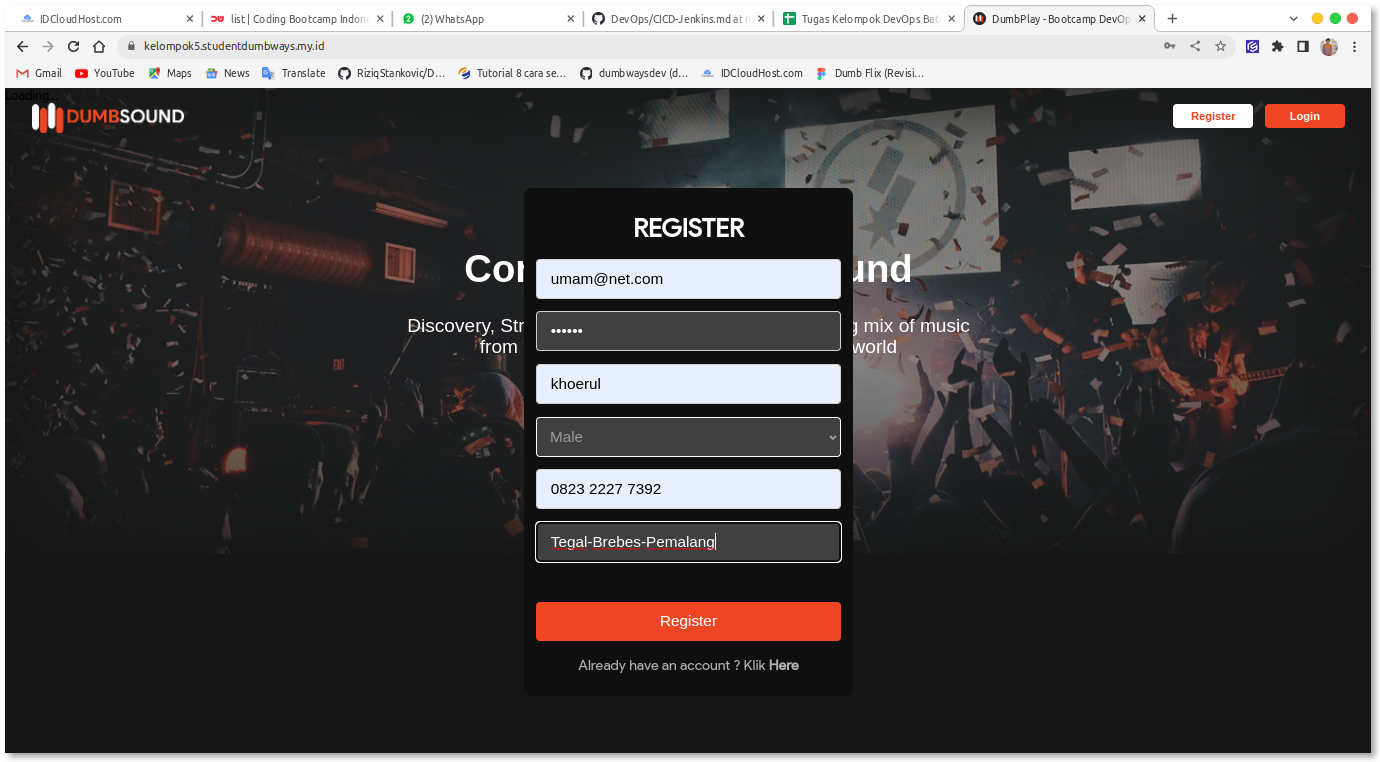 IDCloudHost.com
list | Coding Bootcamp Indone
(2) WhatsApp
DevOps/CICD-Jenkins.md at m
Tugas Kelompok DevOps Bat
DumbPlay - Bootcamp DevOp
kelompok5.studentdumbways.my.id
Gmail
YouTube
Maps
News
Translate
RiziqStankovic/D…
Tutorial 8 cara se…
dumbwaysdev (d…
IDCloudHost.com
Dumb Flix (Revisi…
Loading...
DUMBSOUND
Register
Login
REGISTER
Con
und
umam@net.com
Discovery, Str
g mix of music
••••••
from
world
khoerul
EXIT
Male
0823 2227 7392
Tegal-Brebes-Pemalang
Register
Already have an account ? Klik Here